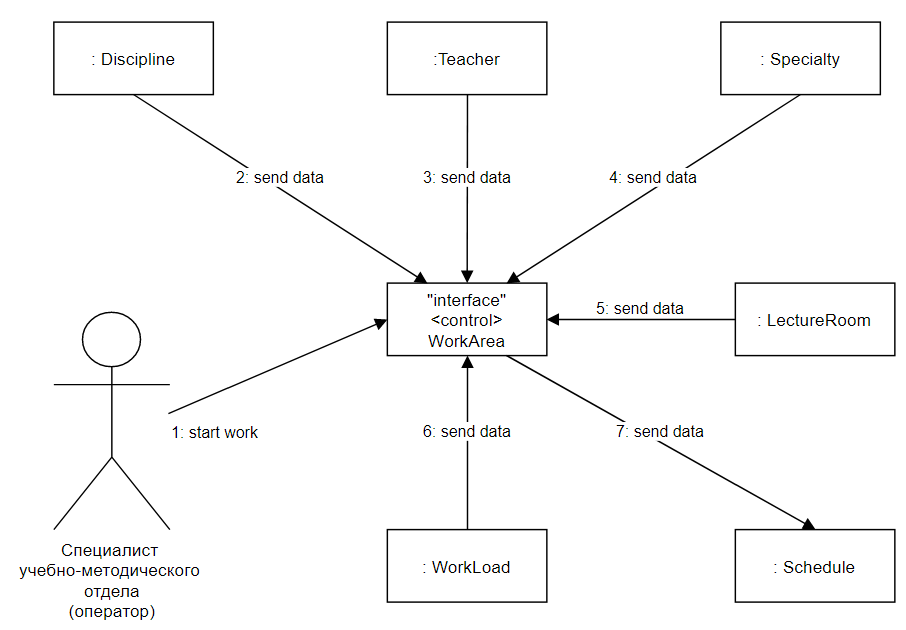 : Discipline
:Teacher
: Specialty
2: send data
3: send data
4: send data
"interface"
<control>
WorkArea
5: send data
: LectureRoom
1: start work
6: send data
7: send data
Специалист
учебно-методического
отдела
(оператор)
: WorkLoad
: Schedule